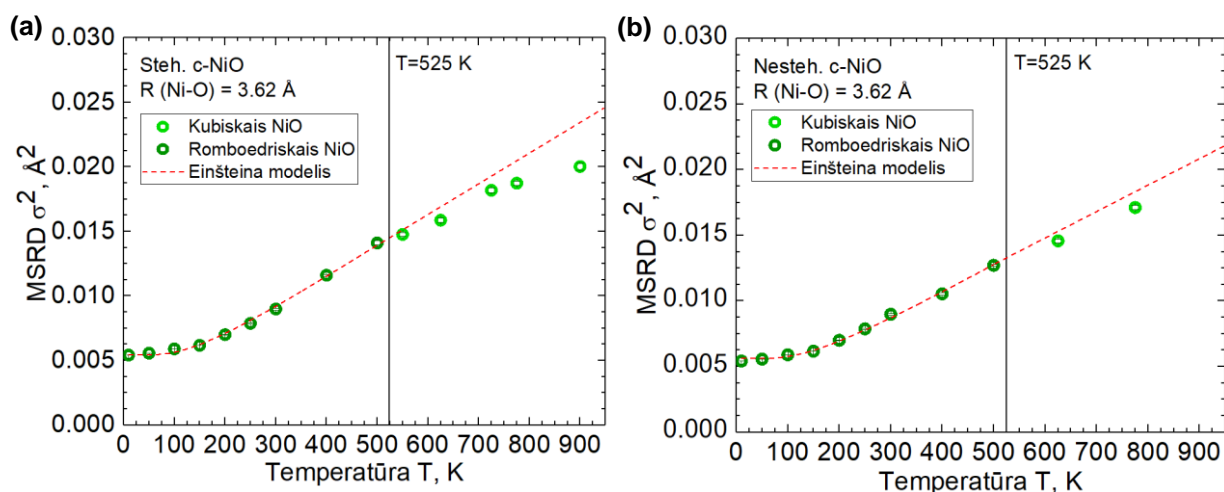 (a)
MSRD σ², Å²
0.030
0.025
0.020
0.015
0.010
0.005
0.000
Steh. c-NiO
R (Ni-O) = 3.62 Å
Kubiskais NiO
Romboedriskais NiO
Einšteina modelis
T=525 K
0 100 200 300 400 500 600 700 800 900
Temperatūra T, K
(b)
MSRD σ², Å²
0.030
0.025
0.020
0.015
0.010
0.005
0.000
Nesteh. c-NiO
R (Ni-O) = 3.62 Å
Kubiskais NiO
Romboedriskais NiO
Einšteina modelis
T=525 K
0 100 200 300 400 500 600 700 800 900
Temperatūra T, K